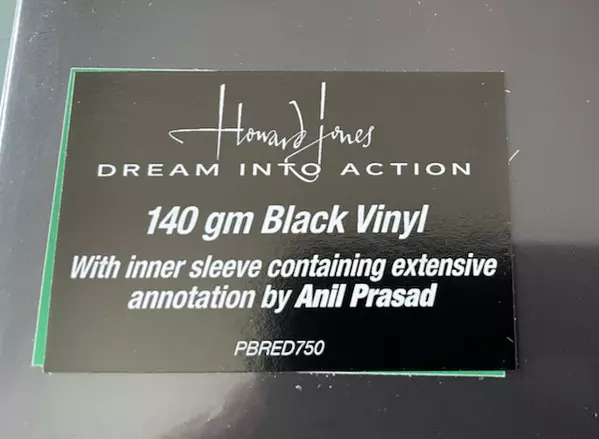 Howard Jones
DREAM INTO ACTION
140 gm Black Vinyl
With inner sleeve containing extensive
annotation by Anil Prasad
PBRED750